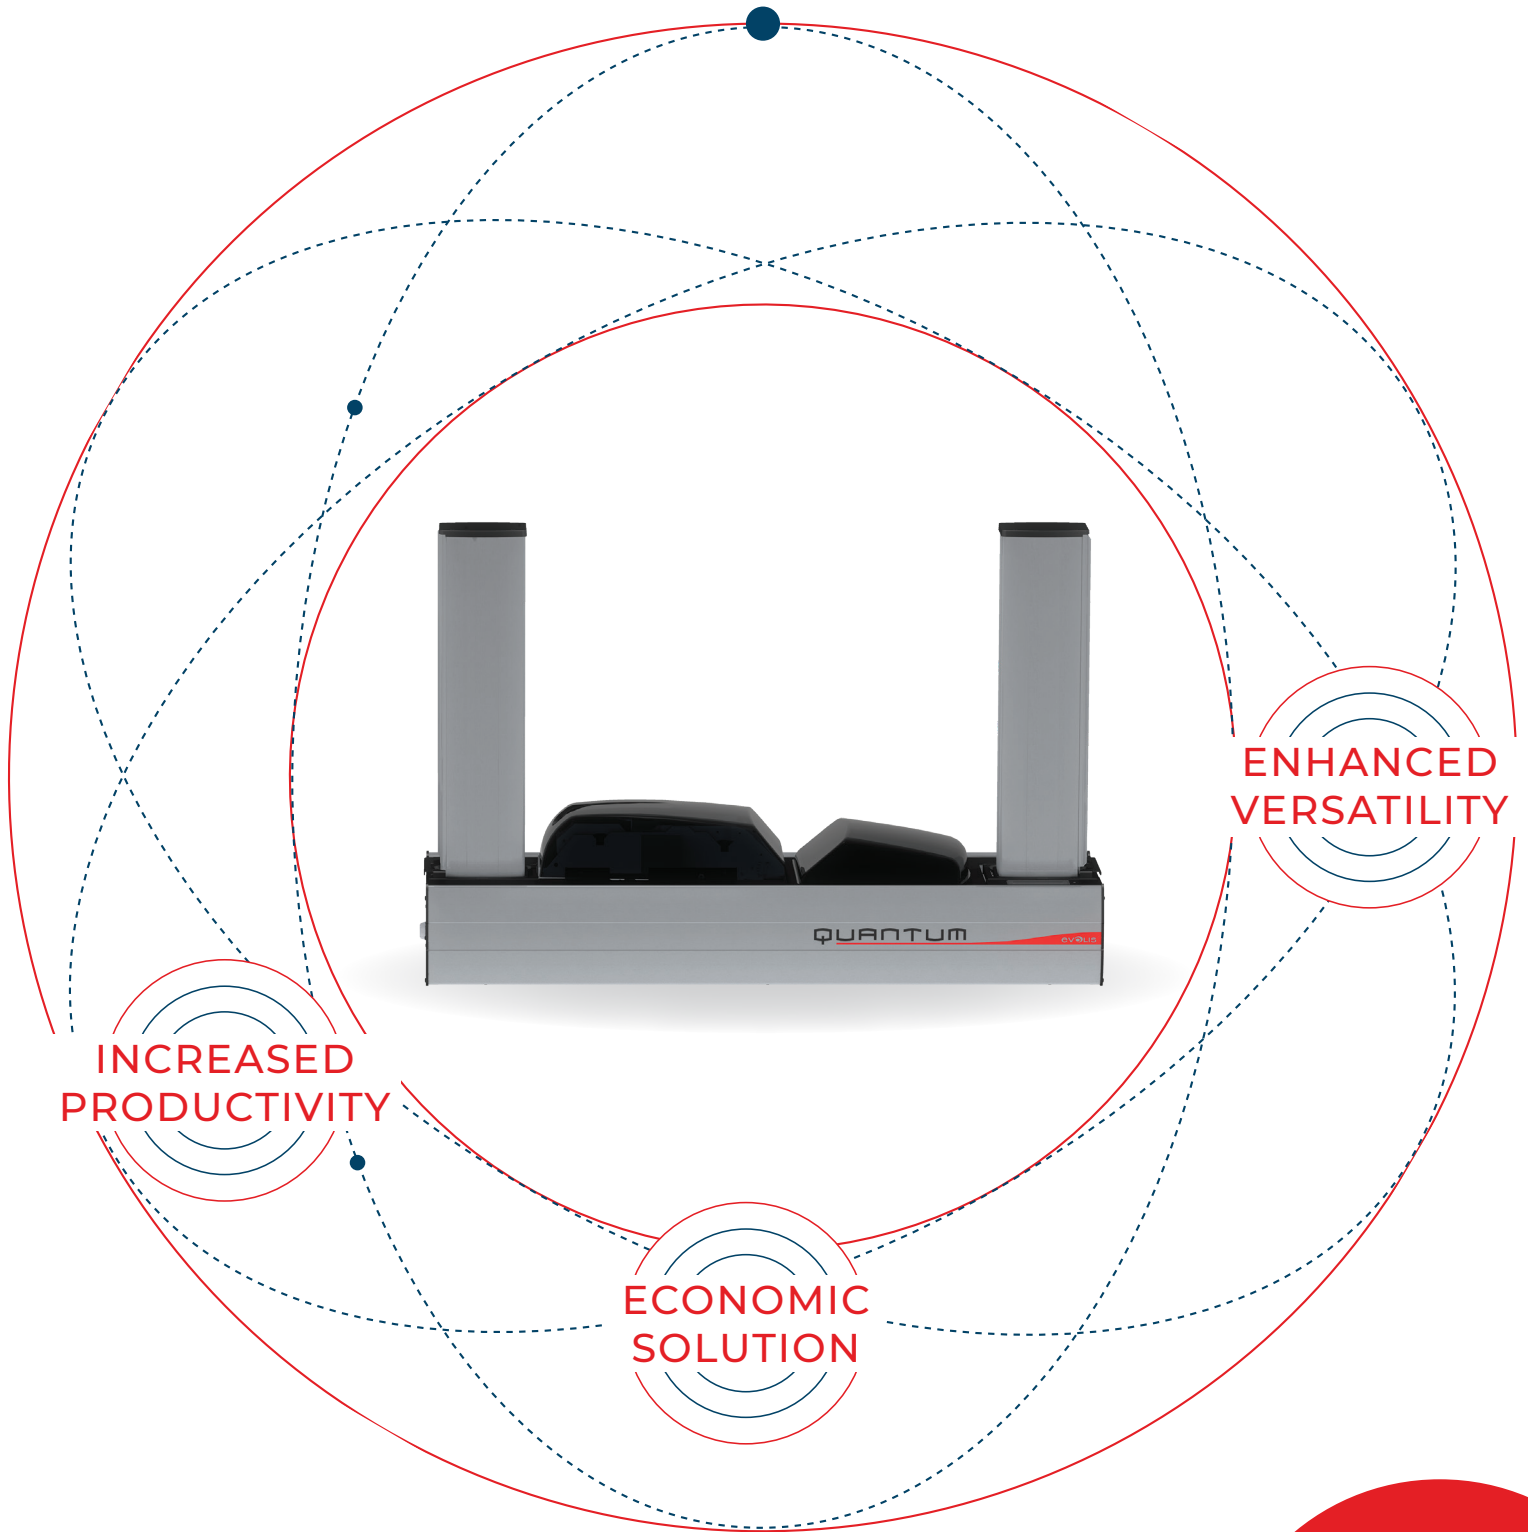 ENHANCED
VERSATILITY
QUANTUM
evolis
INCREASED
PRODUCTIVITY
ECONOMIC
SOLUTION